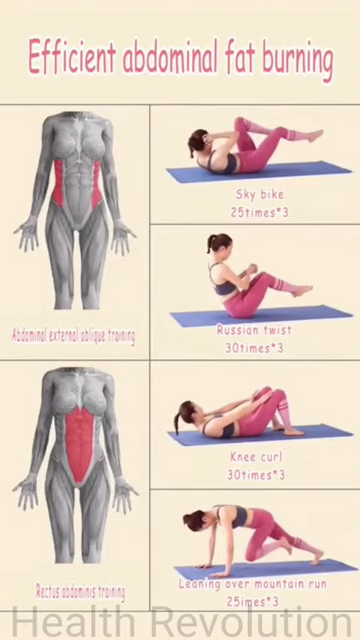 Efficient abdominal fat burning
Sky bike
25times*3
Russian twist
30times*3
Abdominal external oblique training
Knee curl
30times*3
Leaning over mountain run
25imes*3
Rectus abdominis training
Health Revolution